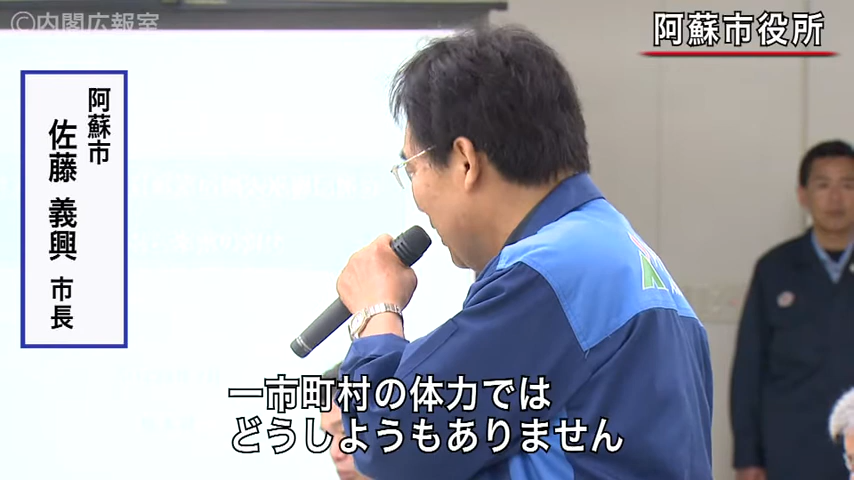 ©内閣広報室
阿蘇市役所
阿蘇市
佐藤 義興 市長
一市町村の体力では
どうしようもありません